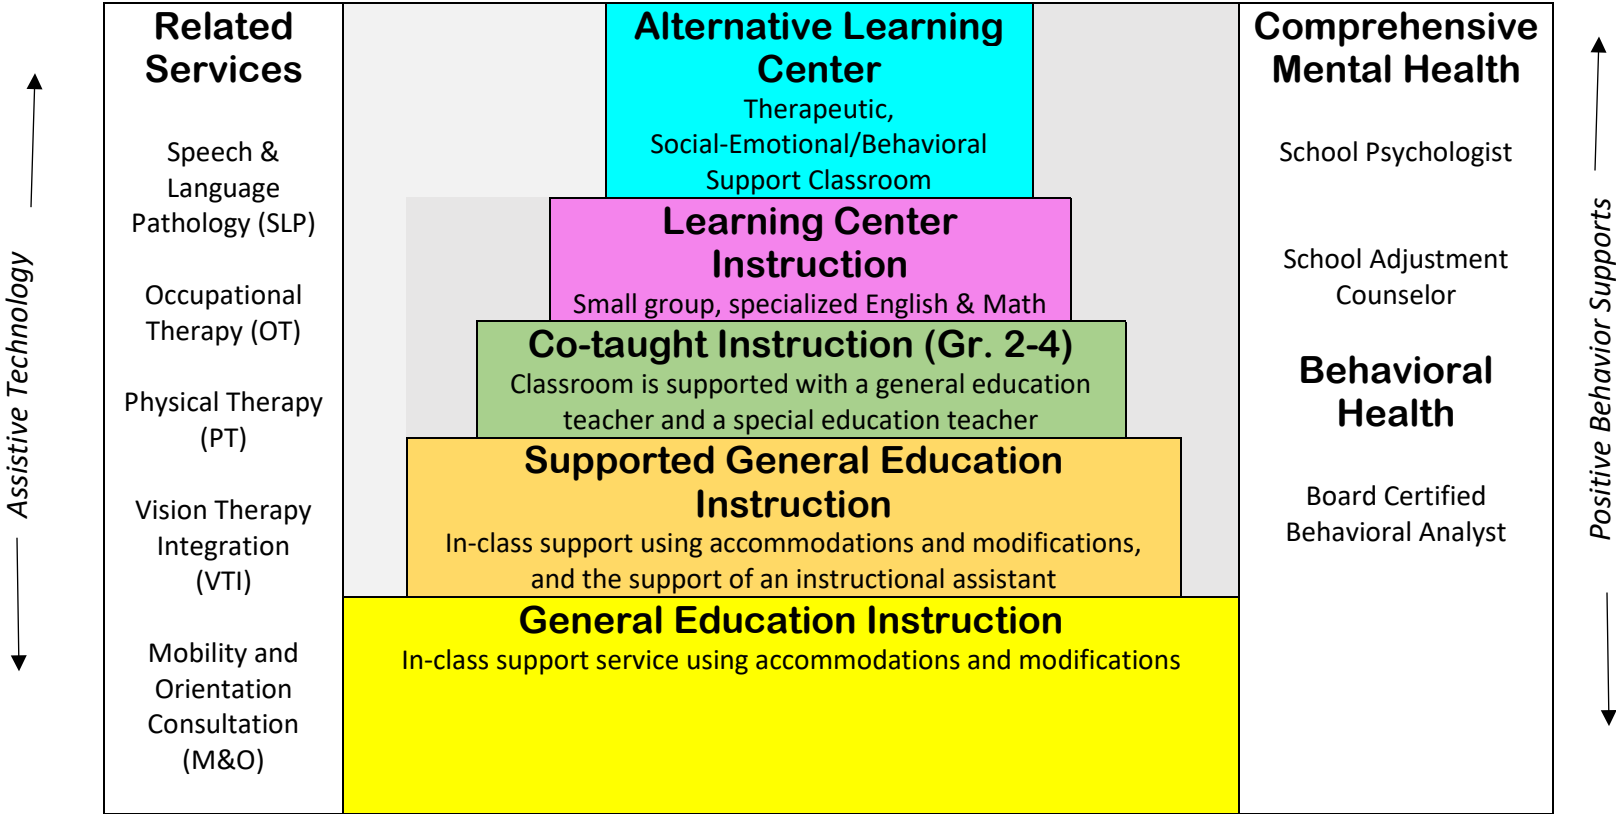 Assistive Technology
Related
Services
Speech &
Language
Pathology (SLP)
Occupational
Therapy (OT)
Physical Therapy
(PT)
Vision Therapy
Integration
(VTI)
Mobility and
Orientation
Consultation
(M&O)
Alternative Learning
Center
Therapeutic,
Social-Emotional/Behavioral
Support Classroom
Learning Center
Instruction
Small group, specialized English & Math
Co-taught Instruction (Gr. 2-4)
Classroom is supported with a general education
teacher and a special education teacher
Supported General Education
Instruction
In-class support using accommodations and modifications,
and the support of an instructional assistant
General Education Instruction
In-class support service using accommodations and modifications
Comprehensive
Mental Health
School Psychologist
School Adjustment
Counselor
Behavioral
Health
Board Certified
Behavioral Analyst
Positive Behavior Supports